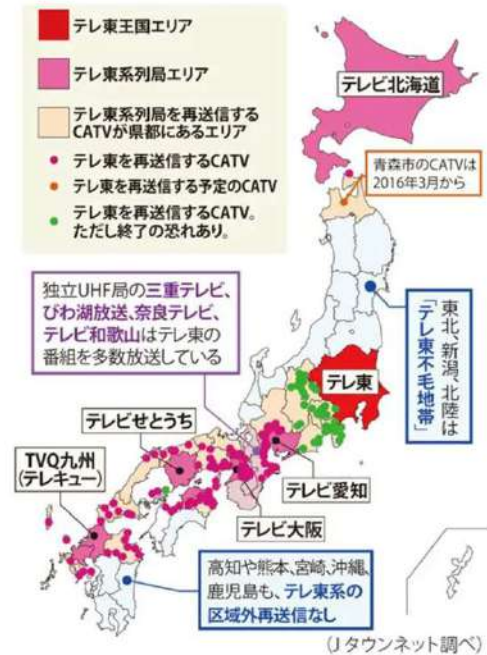 テレ東王国エリア
テレ東系列局エリア
テレ東系列局を再送信する
CATVが県都にあるエリア
テレ東を再送信するCATV
テレ東を再送信する予定のCATV
テレ東を再送信するCATV。
ただし終了の恐れあり。
テレビ北海道
青森市のCATVは
2016年3月から
独立UHF局の三重テレビ、
びわ湖放送、奈良テレビ、
テレビ和歌山はテレ東の
番組を多数放送している
東北、新潟、北陸は
「テレ東不毛地帯」
テレ東
テレビせとうち
TVQ九州
(テレキュー)
テレビ愛知
テレビ大阪
高知や熊本、宮崎、沖縄、
鹿児島も、テレ東系の
区域外再送信なし
(Jタウンネット調べ)